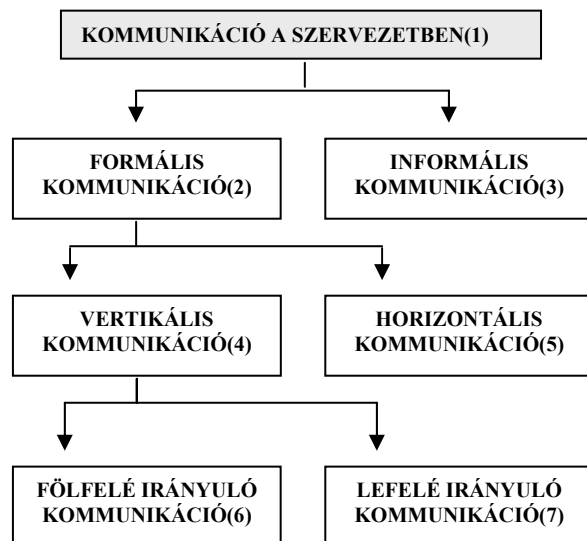 KOMMUNIKÁCIÓ A SZERVEZETBEN(1)
FORMÁLIS
KOMMUNIKÁCIÓ(2)
INFORMÁLIS
KOMMUNIKÁCIÓ(3)
VERTIKÁLIS
KOMMUNIKÁCIÓ(4)
HORIZONTÁLIS
KOMMUNIKÁCIÓ(5)
FÖLFELÉ IRÁNYULÓ
KOMMUNIKÁCIÓ(6)
LEFELÉ IRÁNYULÓ
KOMMUNIKÁCIÓ(7)